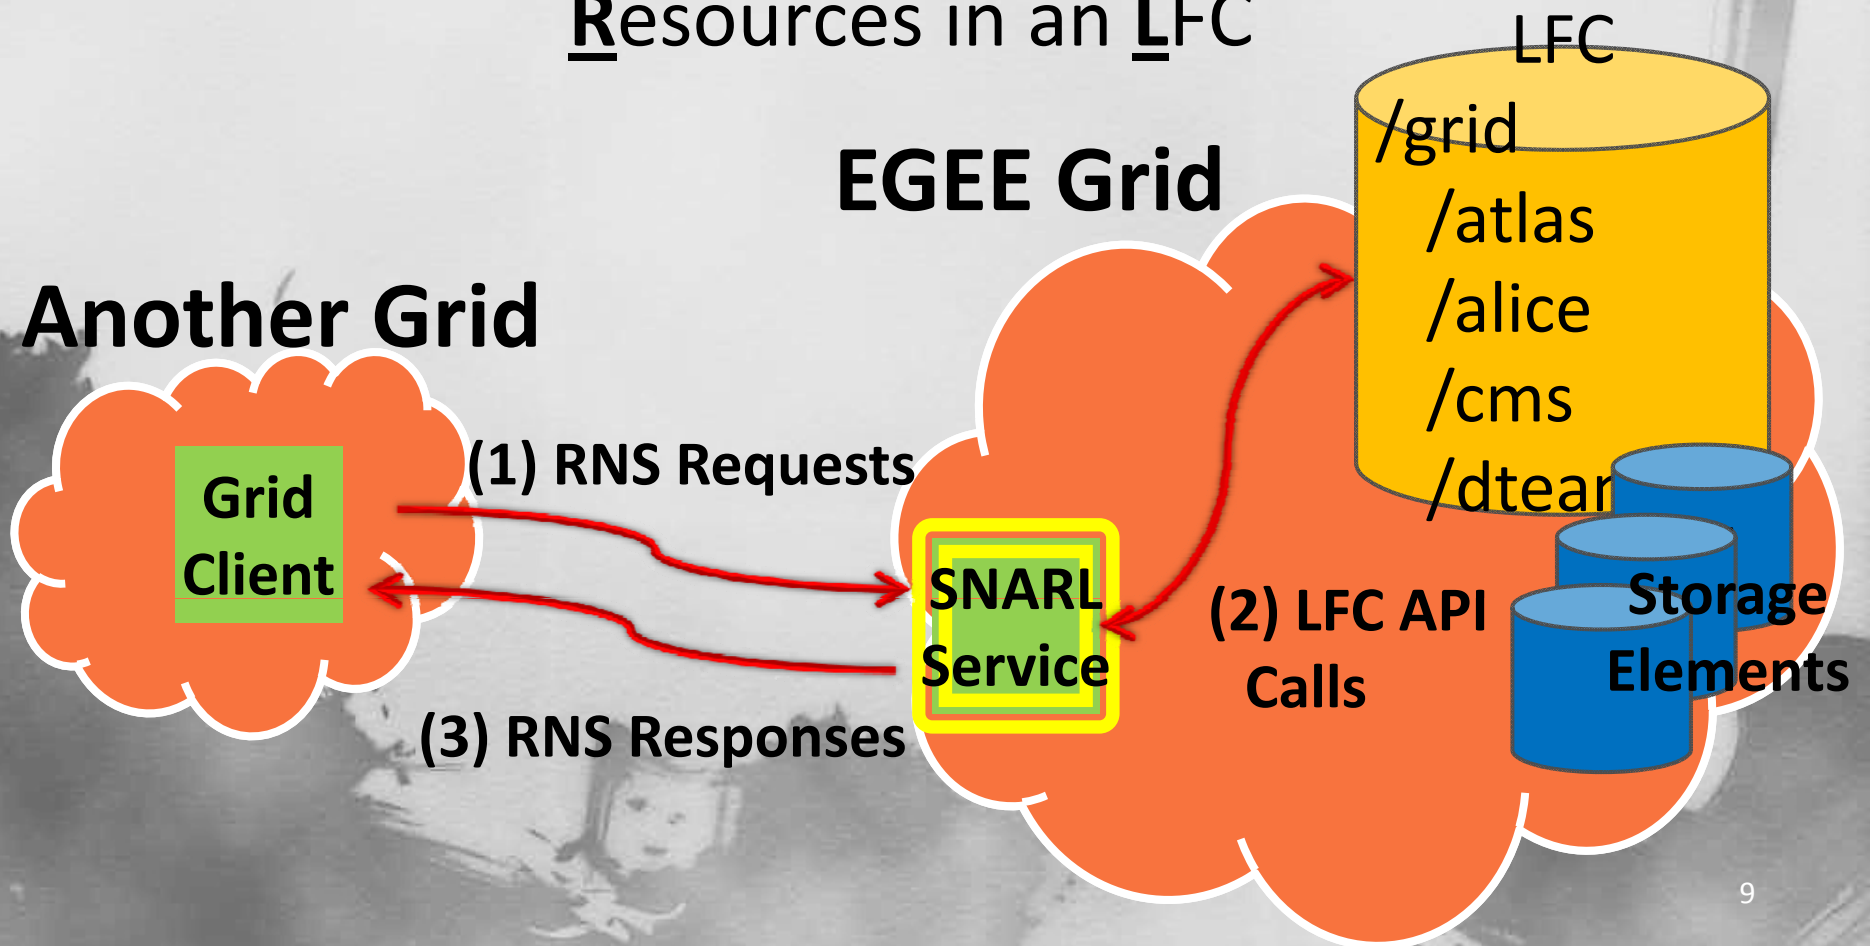 Resources in an LFC
LFC
/grid
/atlas
/alice
/cms
EGEE Grid
Another Grid
(1) RNS Requests
Grid
Client
SNARL
Service
(2) LFC API
Calls
Storage
Elements
(3) RNS Responses
9